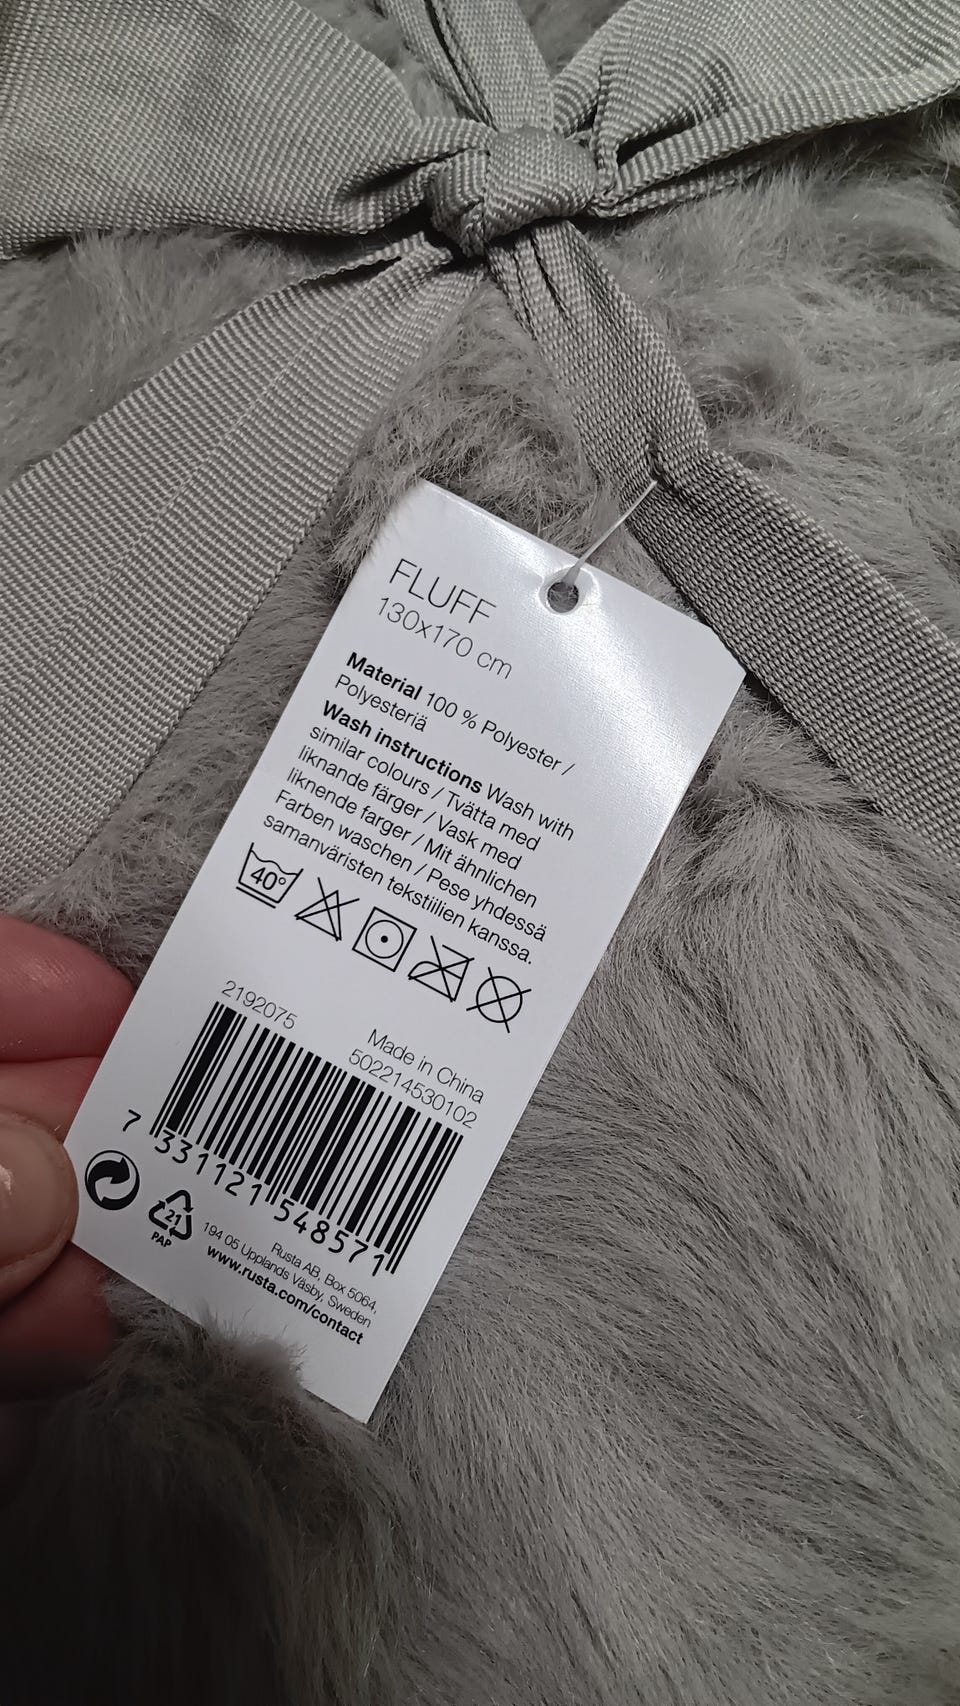 FLUFF
130x170 cm
Material 100 % Polyester /
Polyesteriä
Wash instructions Wash with
similar colours / Tvätta med
liknande färger / Vask med
liknende farger / Mit ähnlichen
Farben waschen / Pese yhdessä
samanväristen tekstiilien kanssa.
40°
2192075
Made in China
502214530102
7 331121 548571
21
PAP
Rusta AB, Box 5064,
194 05 Upplands Väsby, Sweden
www.rusta.com/contact